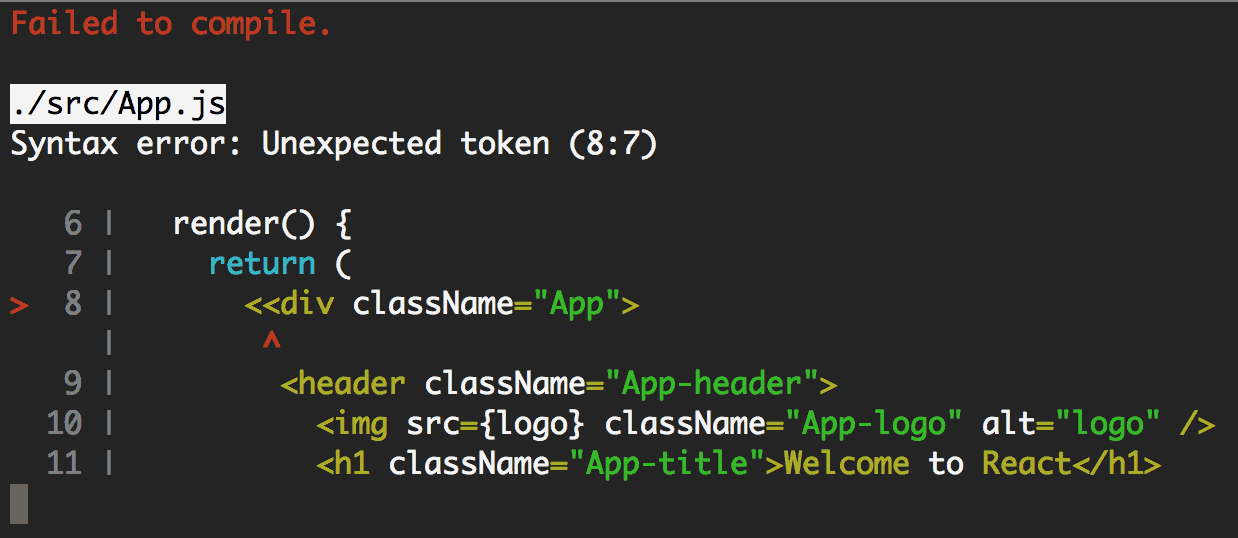 Failed to compile.
./src/App.js
Syntax error: Unexpected token (8:7)
   6 |   render() {
   7 |     return (
>  8 |       <<div className="App">
     |        ^
   9 |         <header className="App-header">
  10 |           <img src={logo} className="App-logo" alt="logo" />
  11 |           <h1 className="App-title">Welcome to React</h1>